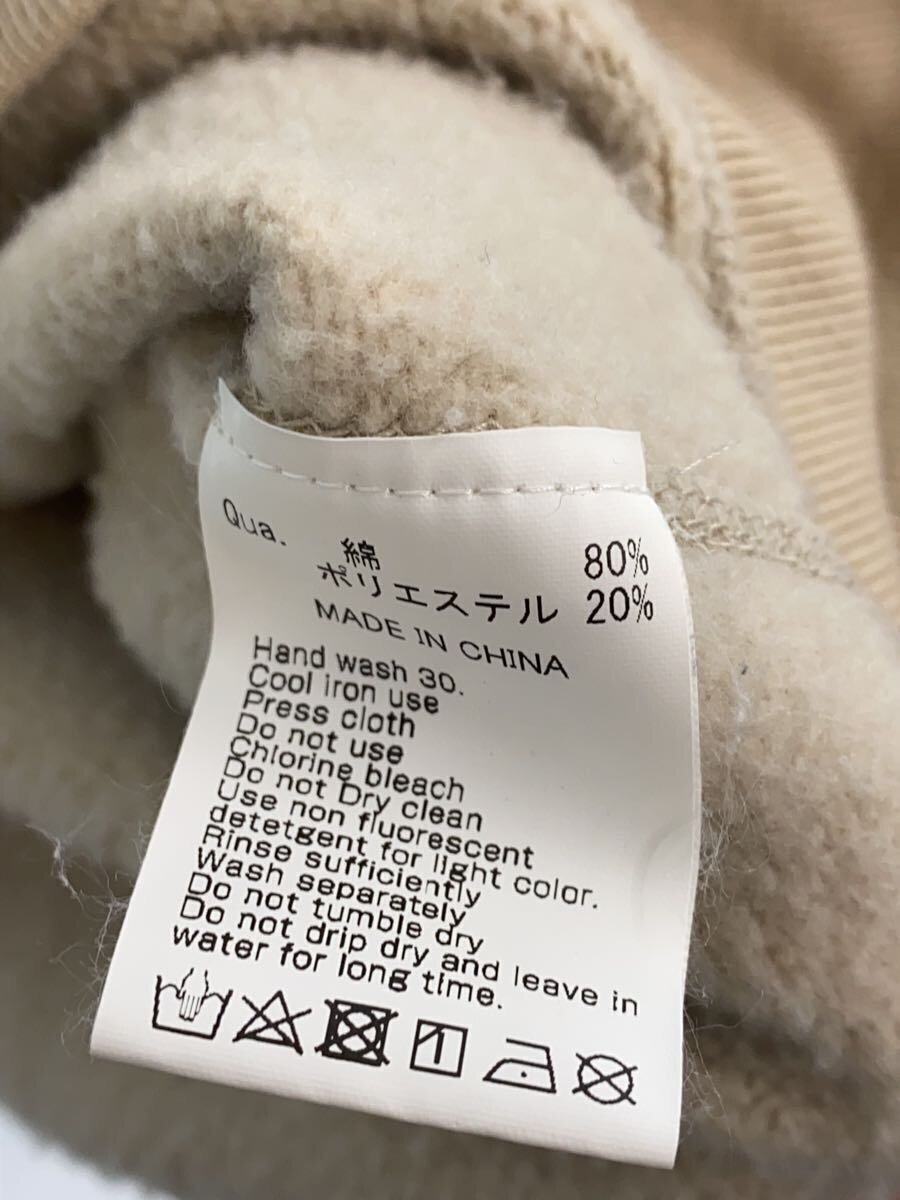 Qua. 綿 80%
ポリエステル 20%
MADE IN CHINA
Hand wash 30.
Cool iron use
Press cloth
Do not use
Chlorine bleach
Do not Dry clean
Use non fluorescent
detetgent for light color.
Rinse sufficiently
Wash separately
Do not tumble dry
Do not drip dry and leave in
water for long time.